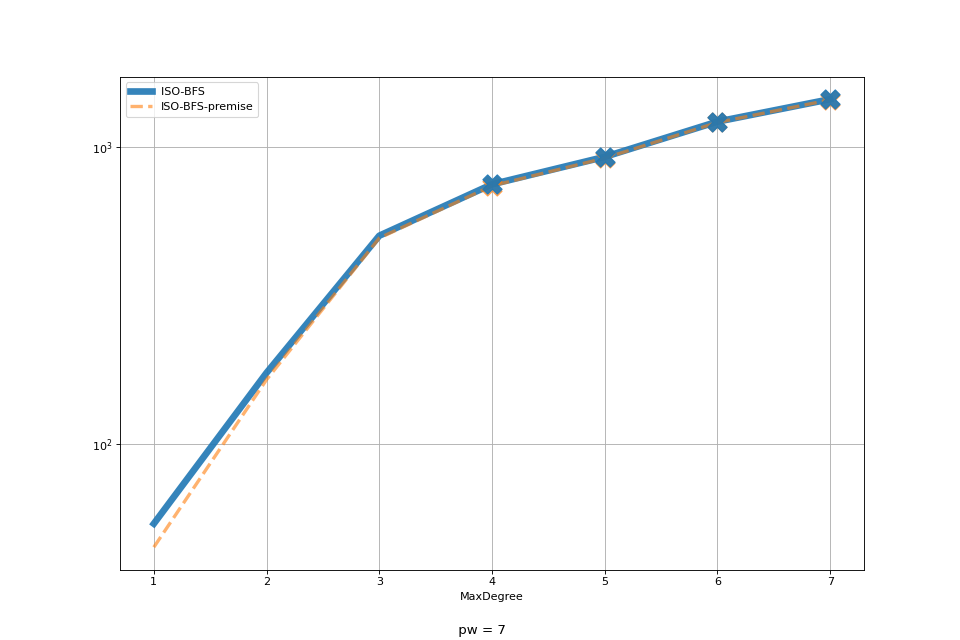 ISO-BFS
ISO-BFS-premise
10³
10²
1 2 3 4 5 6 7
MaxDegree
pw = 7